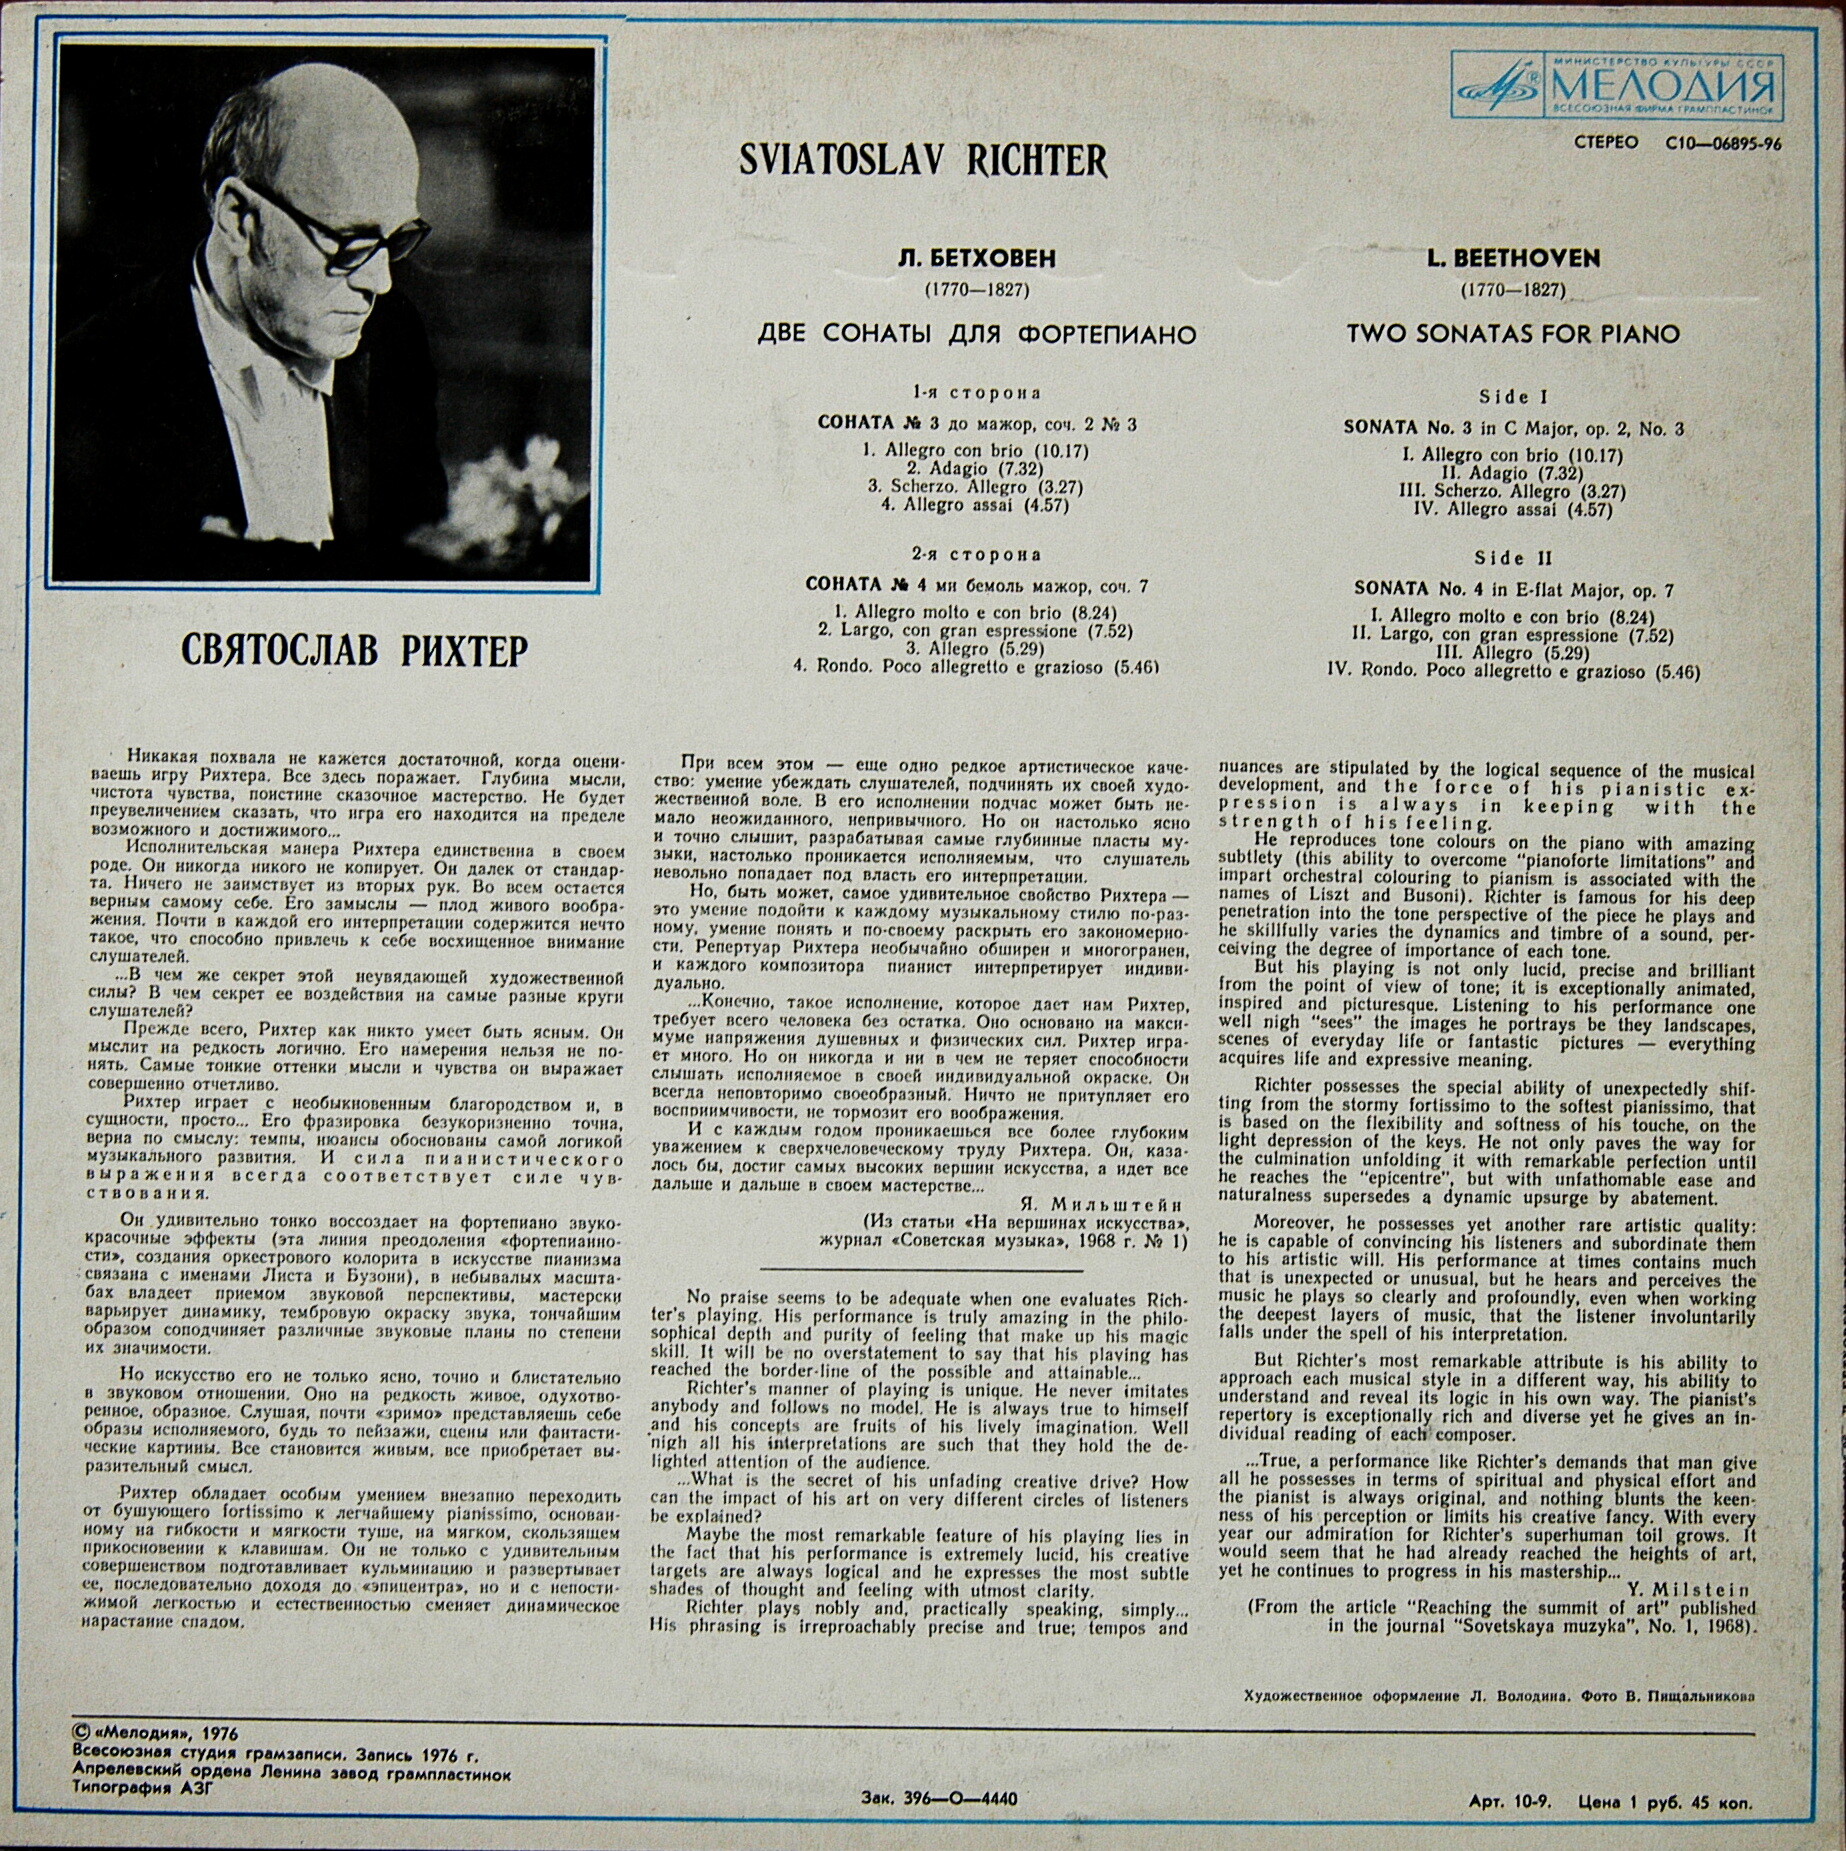 МИНИСТЕРСТВО КУЛЬТУРЫ СССР
МЕЛОДИЯ
ВСЕСОЮЗНАЯ ФИРМА ГРАМПЛАСТИНОК
СТЕРЕО С10—06895-96
SVIATOSLAV RICHTER
СВЯТОСЛАВ РИХТЕР
Л. БЕТХОВЕН
(1770—1827)
ДВЕ СОНАТЫ ДЛЯ ФОРТЕПИАНО
1-я сторона
СОНАТА № 3 до мажор, соч. 2 № 3
1. Allegro con brio (10.17)
2. Adagio (7.32)
3. Scherzo. Allegro (3.27)
4. Allegro assai (4.57)
2-я сторона
СОНАТА № 4 ми бемоль мажор, соч. 7
1. Allegro molto e con brio (8.24)
2. Largo, con gran espressione (7.52)
3. Allegro (5.29)
4. Rondo. Poco allegretto e grazioso (5.46)
L. BEETHOVEN
(1770—1827)
TWO SONATAS FOR PIANO
Side I
SONATA No. 3 in C Major, op. 2, No. 3
I. Allegro con brio (10.17)
II. Adagio (7.32)
III. Scherzo. Allegro (3.27)
IV. Allegro assai (4.57)
Side II
SONATA No. 4 in E-flat Major, op. 7
I. Allegro molto e con brio (8.24)
II. Largo, con gran espressione (7.52)
III. Allegro (5.29)
IV. Rondo. Poco allegretto e grazioso (5.46)
Никакая похвала не кажется достаточной, когда оцени-
ваешь игру Рихтера. Все здесь поражает. Глубина мысли,
чистота чувства, поистине сказочное мастерство. Не будет
преувеличением сказать, что игра его находится на пределе
возможного и достижимого...
Исполнительская манера Рихтера единственна в своем
роде. Он никогда никого не копирует. Он далек от стандар-
та. Ничего не заимствует из вторых рук. Во всем остается
верным самому себе. Его замыслы — плод живого вообра-
жения. Почти в каждой его интерпретации содержится нечто
такое, что способно привлечь к себе восхищенное внимание
слушателей.
...В чем же секрет этой неувядающей художественной
силы? В чем секрет ее воздействия на самые разные круги
слушателей?
Прежде всего, Рихтер как никто умеет быть ясным. Он
мыслит на редкость логично. Его намерения нельзя не по-
нять. Самые тонкие оттенки мысли и чувства он выражает
совершенно отчетливо.
Рихтер играет с необыкновенным благородством и, в
сущности, просто... Его фразировка безукоризненно точна,
верна по смыслу: темпы, нюансы обоснованы самой логикой
музыкального развития. И сила пианистического
выражения всегда соответствует силе чув-
ствования.
Он удивительно тонко воссоздает на фортепиано звуко-
красочные эффекты (эта линия преодоления «фортепианно-
сти», создания оркестрового колорита в искусстве пианизма
связана с именами Листа и Бузони), в небывалых масшта-
бах владеет приемом звуковой перспективы, мастерски
варьирует динамику, тембровую окраску звука, тончайшим
образом соподчиняет различные звуковые планы по степени
их значимости.
Но искусство его не только ясно, точно и блистательно
в звуковом отношении. Оно на редкость живое, одухотво-
ренное, образное. Слушая, почти «зримо» представляешь себе
образы исполняемого, будь то пейзажи, сцены или фантасти-
ческие картины. Все становится живым, все приобретает вы-
разительный смысл.
Рихтер обладает особым умением внезапно переходить
от бушующего fortissimo к легчайшему pianissimo, основан-
ному на гибкости и мягкости туше, на мягком, скользящем
прикосновении к клавишам. Он не только с удивительным
совершенством подготавливает кульминацию и развертывает
ее, последовательно доходя до «эпицентра», но и с непости-
жимой легкостью и естественностью сменяет динамическое
нарастание спадом.
При всем этом — еще одно редкое артистическое каче-
ство: умение убеждать слушателей, подчинять их своей худо-
жественной воле. В его исполнении подчас может быть не-
мало неожиданного, непривычного. Но он настолько ясно
и точно слышит, разрабатывая самые глубинные пласты му-
зыки, настолько проникается исполняемым, что слушатель
невольно попадает под власть его интерпретации.
Но, быть может, самое удивительное свойство Рихтера —
это умение подойти к каждому музыкальному стилю по-раз-
ному, умение понять и по-своему раскрыть его закономерно-
сти. Репертуар Рихтера необычайно обширен и многогранен,
и каждого композитора пианист интерпретирует индиви-
дуально.
...Конечно, такое исполнение, которое дает нам Рихтер,
требует всего человека без остатка. Оно основано на макси-
муме напряжения душевных и физических сил. Рихтер игра-
ет много. Но он никогда и ни в чем не теряет способности
слышать исполняемое в своей индивидуальной окраске. Он
всегда неповторимо своеобразный. Ничто не притупляет его
восприимчивости, не тормозит его воображения.
И с каждым годом проникаешься все более глубоким
уважением к сверхчеловеческому труду Рихтера. Он, каза-
лось бы, достиг самых высоких вершин искусства, а идет все
дальше и дальше в своем мастерстве...
Я. Мильштейн
(Из статьи «На вершинах искусства»,
журнал «Советская музыка», 1968 г. № 1)
No praise seems to be adequate when one evaluates Rich-
ter's playing. His performance is truly amazing in the philo-
sophical depth and purity of feeling that make up his magic
skill. It will be no overstatement to say that his playing has
reached the border-line of the possible and attainable...
Richter's manner of playing is unique. He never imitates
anybody and follows no model. He is always true to himself
and his concepts are fruits of his lively imagination. Well
nigh all his interpretations are such that they hold the de-
lighted attention of the audience.
...What is the secret of his unfading creative drive? How
can the impact of his art on very different circles of listeners
be explained?
Maybe the most remarkable feature of his playing lies in
the fact that his performance is extremely lucid, his creative
targets are always logical and he expresses the most subtle
shades of thought and feeling with utmost clarity.
Richter plays nobly and, practically speaking, simply...
His phrasing is irreproachably precise and true; tempos and
nuances are stipulated by the logical sequence of the musical
development, and the force of his pianistic ex-
pression is always in keeping with the
strength of his feeling.
He reproduces tone colours on the piano with amazing
subtlety (this ability to overcome "pianoforte limitations" and
impart orchestral colouring to pianism is associated with the
names of Liszt and Busoni). Richter is famous for his deep
penetration into the tone perspective of the piece he plays and
he skillfully varies the dynamics and timbre of a sound, per-
ceiving the degree of importance of each tone.
But his playing is not only lucid, precise and brilliant
from the point of view of tone; it is exceptionally animated,
inspired and picturesque. Listening to his performance one
well nigh "sees" the images he portrays be they landscapes,
scenes of everyday life or fantastic pictures — everything
acquires life and expressive meaning.
Richter possesses the special ability of unexpectedly shif-
ting from the stormy fortissimo to the softest pianissimo, that
is based on the flexibility and softness of his touche, on the
light depression of the keys. He not only paves the way for
the culmination unfolding it with remarkable perfection until
he reaches the "epicentre", but with unfathomable ease and
naturalness supersedes a dynamic upsurge by abatement.
Moreover, he possesses yet another rare artistic quality:
he is capable of convincing his listeners and subordinate them
to his artistic will. His performance at times contains much
that is unexpected or unusual, but he hears and perceives the
music he plays so clearly and profoundly, even when working
the deepest layers of music, that the listener involuntarily
falls under the spell of his interpretation.
But Richter's most remarkable attribute is his ability to
approach each musical style in a different way, his ability to
understand and reveal its logic in his own way. The pianist's
repertory is exceptionally rich and diverse yet he gives an in-
dividual reading of each composer.
...True, a performance like Richter's demands that man give
all he possesses in terms of spiritual and physical effort and
the pianist is always original, and nothing blunts the keen-
ness of his perception or limits his creative fancy. With every
year our admiration for Richter's superhuman toil grows. It
would seem that he had already reached the heights of art,
yet he continues to progress in his mastership...
Y. Milstein
(From the article "Reaching the summit of art" published
in the journal "Sovetskaya muzyka", No. 1, 1968).
Художественное оформление Л. Володина. Фото В. Пищальникова
© «Мелодия», 1976
Всесоюзная студия грамзаписи. Запись 1976 г.
Апрелевский ордена Ленина завод грампластинок
Типография АЗГ
Зак. 396—О—4440
Арт. 10-9. Цена 1 руб. 45 коп.